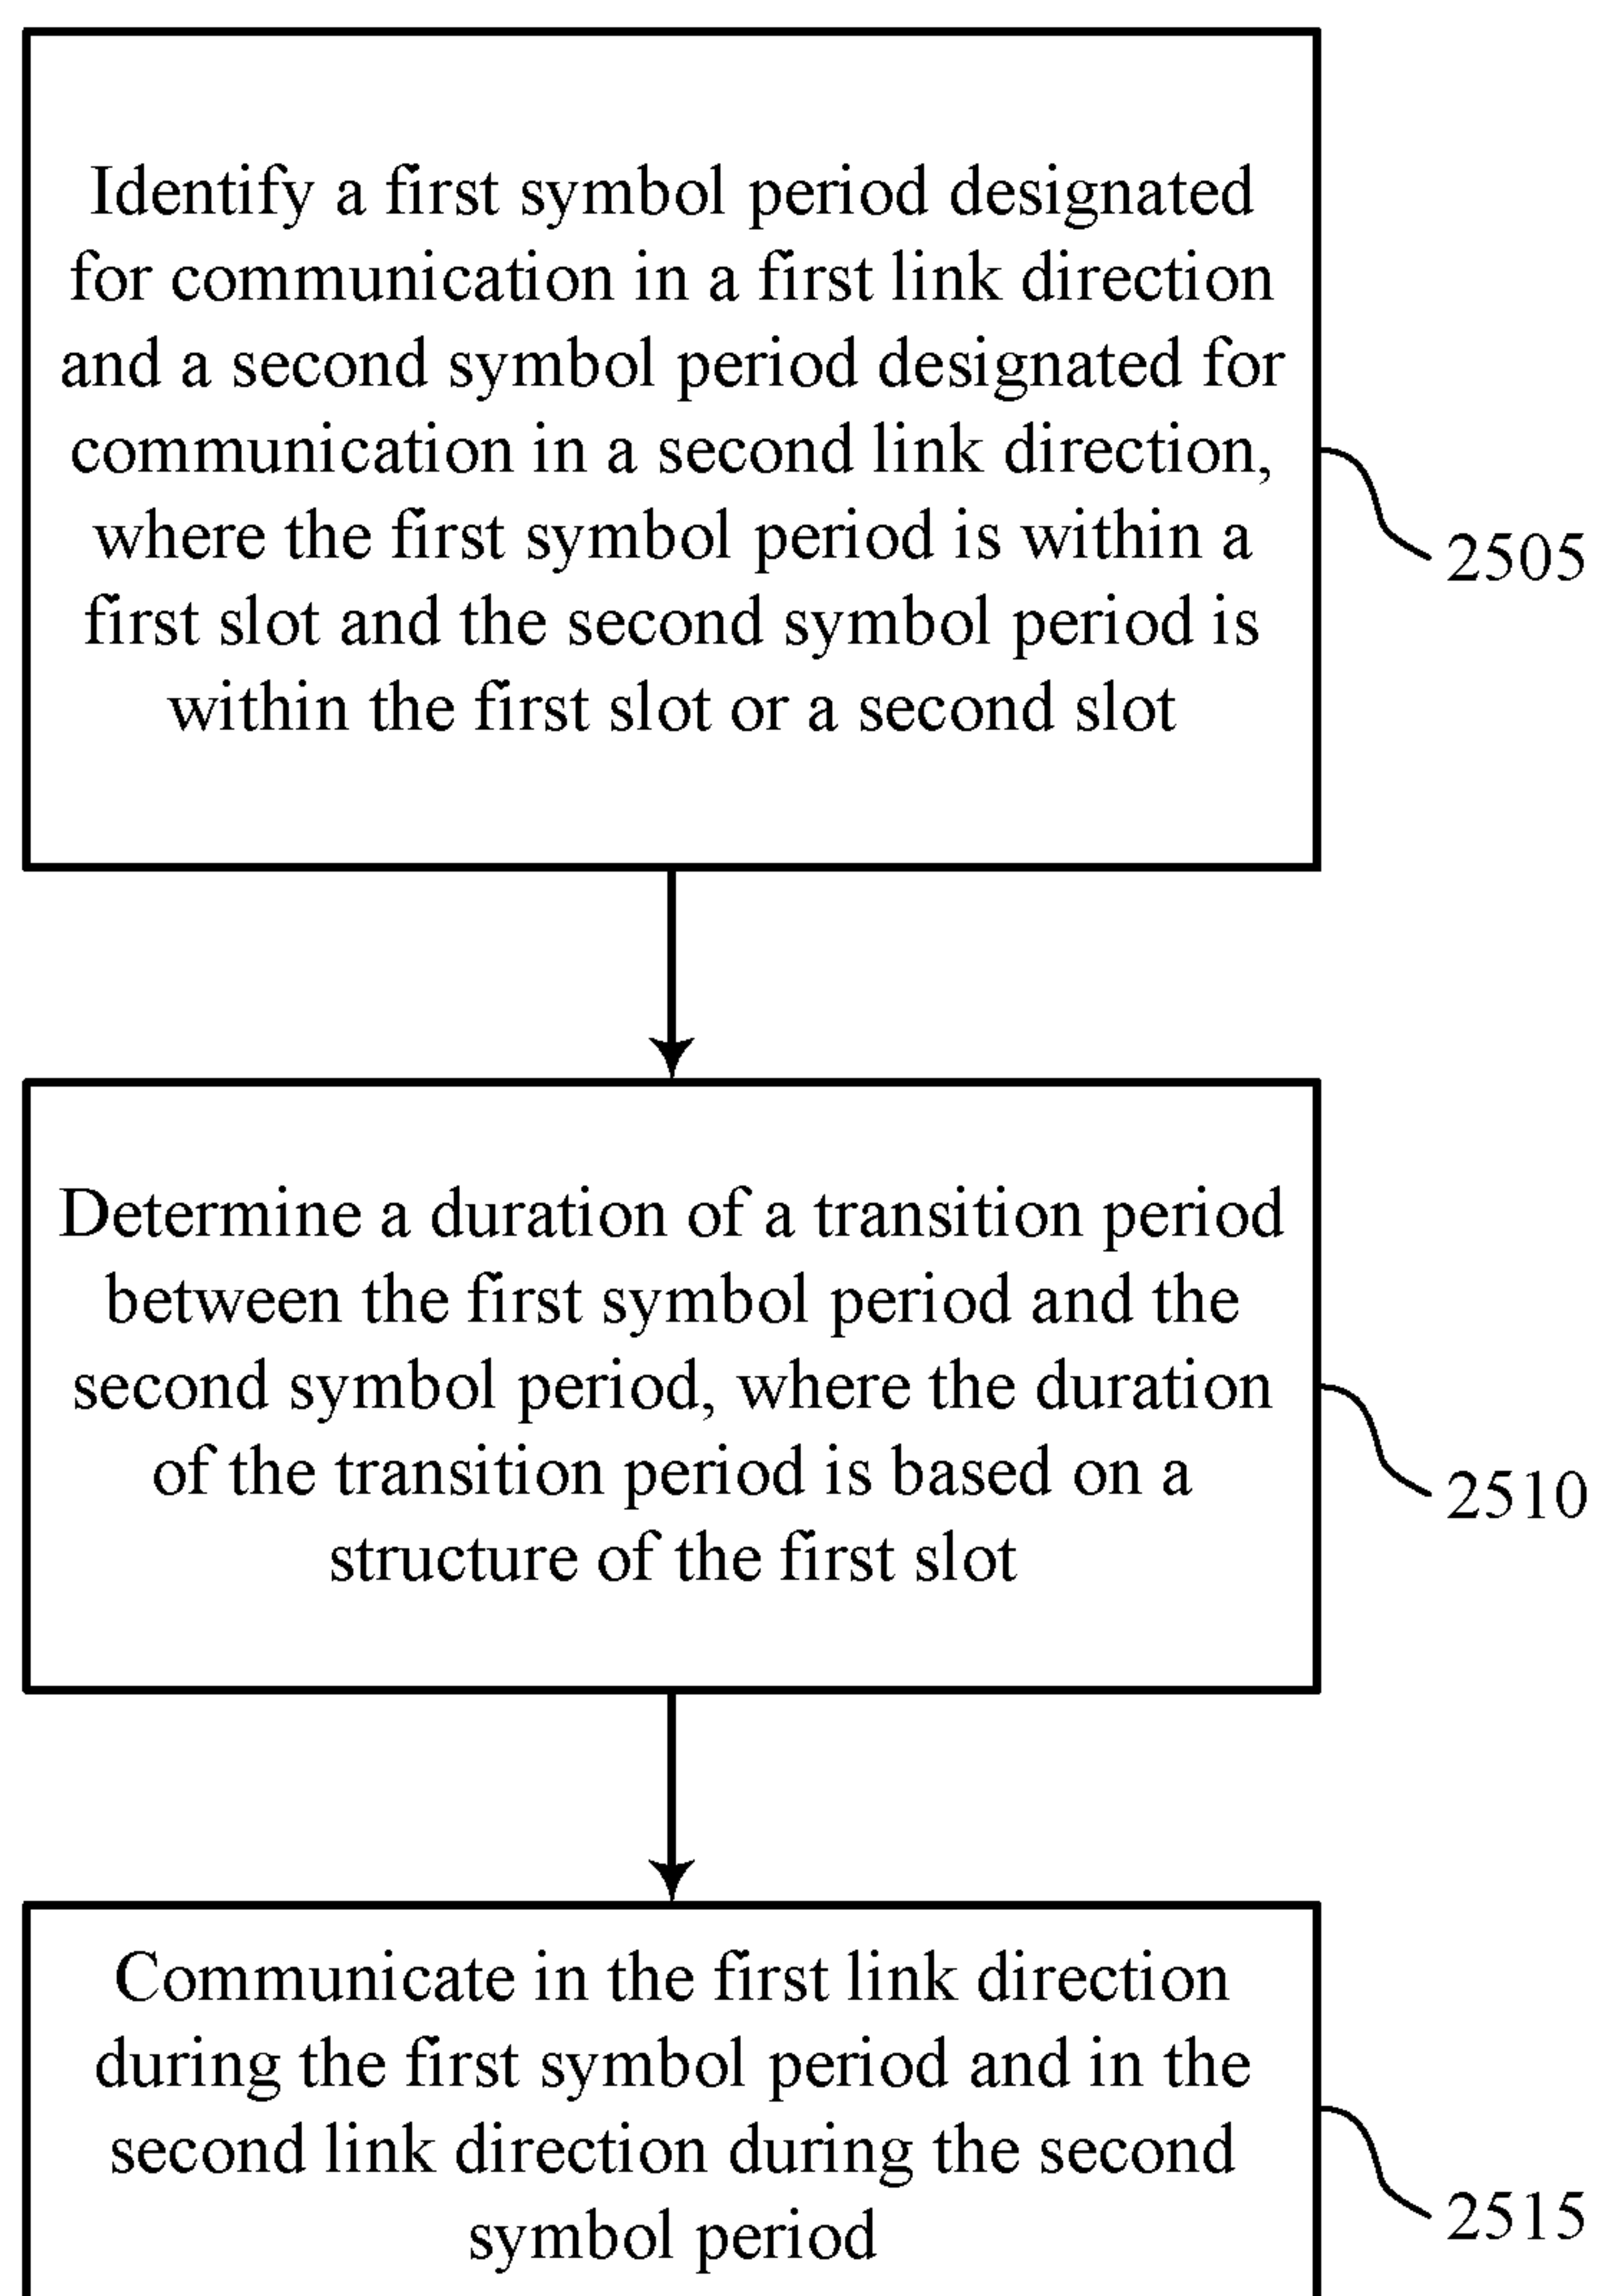 Identify a first symbol period designated
for communication in a first link direction
and a second symbol period designated for
communication in a second link direction,
where the first symbol period is within a
first slot and the second symbol period is
within the first slot or a second slot
2505
Determine a duration of a transition period
between the first symbol period and the
second symbol period, where the duration
of the transition period is based on a
structure of the first slot
2510
Communicate in the first link direction
during the first symbol period and in the
second link direction during the second
symbol period
2515